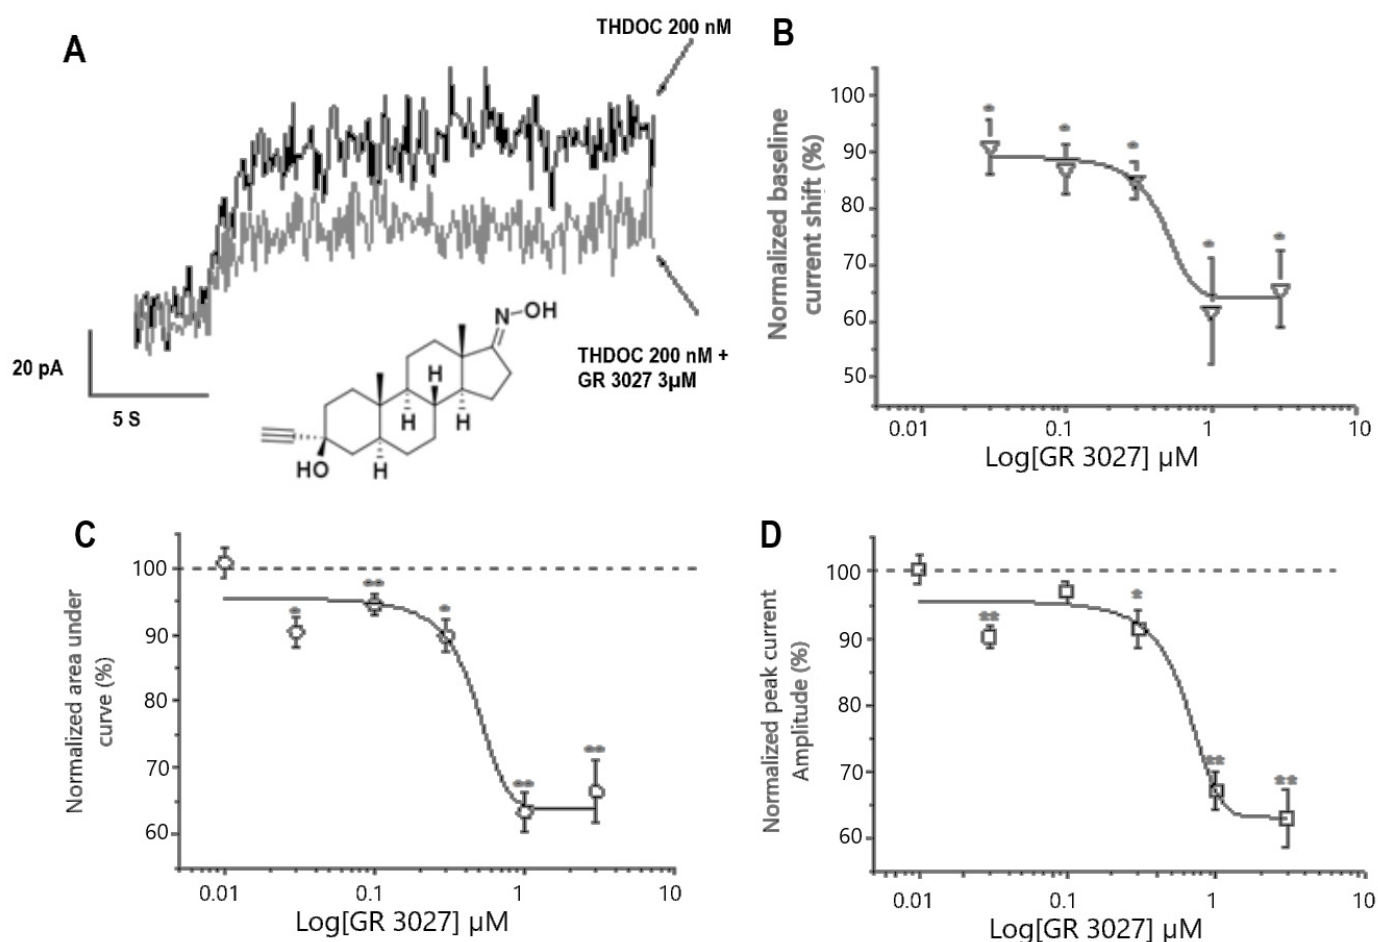 A
THDOC 200 nM
20 pA
5 S
THDOC 200 nM +
GR 3027 3µM
N
OH
H
H
H
H
HO
B
Normalized baseline
current shift (%)
100
90
80
70
60
50
*
*
*
*
*
0.01
0.1
1
10
Log[GR 3027] µM
C
Normalized area under
curve (%)
100
90
80
70
60
*
**
*
**
**
0.01
0.1
1
10
Log[GR 3027] µM
D
Normalized peak current
Amplitude (%)
100
90
80
70
60
**
*
**
**
0.01
0.1
1
10
Log[GR 3027] µM